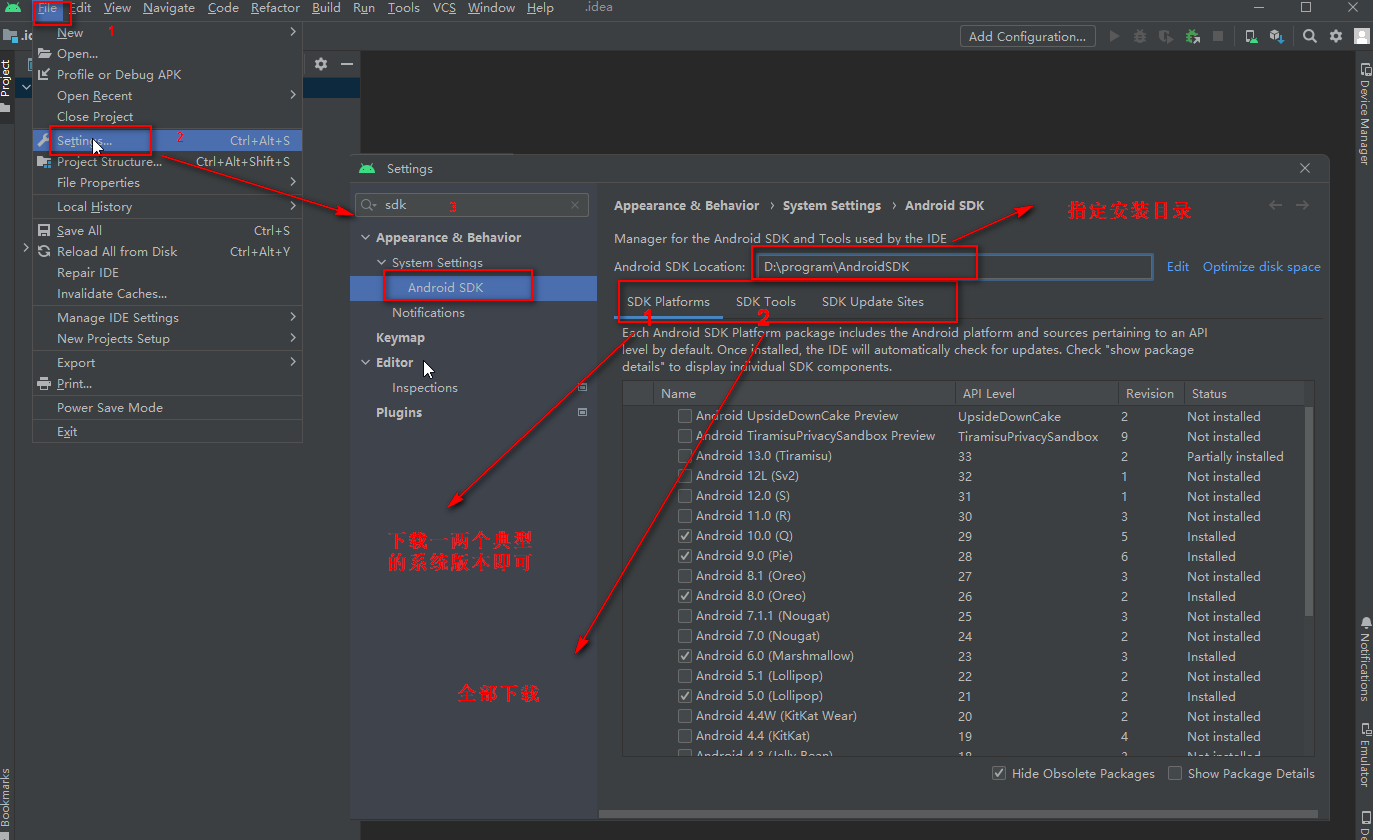 File Edit View Navigate Code Refactor Build Run Tools VCS Window Help .idea
1
New
Open...
Profile or Debug APK
Open Recent
Close Project
Settings... Ctrl+Alt+S
2
Project Structure... Ctrl+Alt+Shift+S
File Properties
Local History
Save All Ctrl+S
Reload All from Disk Ctrl+Alt+Y
Repair IDE
Invalidate Caches...
Manage IDE Settings
New Projects Setup
Export
Print...
Power Save Mode
Exit
Add Configuration...
Project
Bookmarks
Device Manager
Notifications
Emulator
Settings
sdk
3
Appearance & Behavior
System Settings
Android SDK
Notifications
Keymap
Editor
Inspections
Plugins
Appearance & Behavior › System Settings › Android SDK
指定安装目录
Manager for the Android SDK and Tools used by the IDE
Android SDK Location: D:\program\AndroidSDK Edit Optimize disk space
SDK Platforms SDK Tools SDK Update Sites
1 2
Each Android SDK Platform package includes the Android platform and sources pertaining to an API
level by default. Once installed, the IDE will automatically check for updates. Check "show package
details" to display individual SDK components.
Name API Level Revision Status
Android UpsideDownCake Preview UpsideDownCake 2 Not installed
Android TiramisuPrivacySandbox Preview TiramisuPrivacySandbox 9 Not installed
Android 13.0 (Tiramisu) 33 2 Partially installed
Android 12L (Sv2) 32 1 Not installed
Android 12.0 (S) 31 1 Not installed
Android 11.0 (R) 30 3 Not installed
Android 10.0 (Q) 29 5 Installed
Android 9.0 (Pie) 28 6 Installed
Android 8.1 (Oreo) 27 3 Not installed
Android 8.0 (Oreo) 26 2 Installed
Android 7.1.1 (Nougat) 25 3 Not installed
Android 7.0 (Nougat) 24 2 Not installed
Android 6.0 (Marshmallow) 23 3 Installed
Android 5.1 (Lollipop) 22 2 Not installed
Android 5.0 (Lollipop) 21 2 Installed
Android 4.4W (KitKat Wear) 20 2 Not installed
Android 4.4 (KitKat) 19 4 Not installed
Android 4.3 (Jelly Bean) 18 3 Not installed
下载一两个典型
的系统版本即可
全部下载
Hide Obsolete Packages Show Package Details